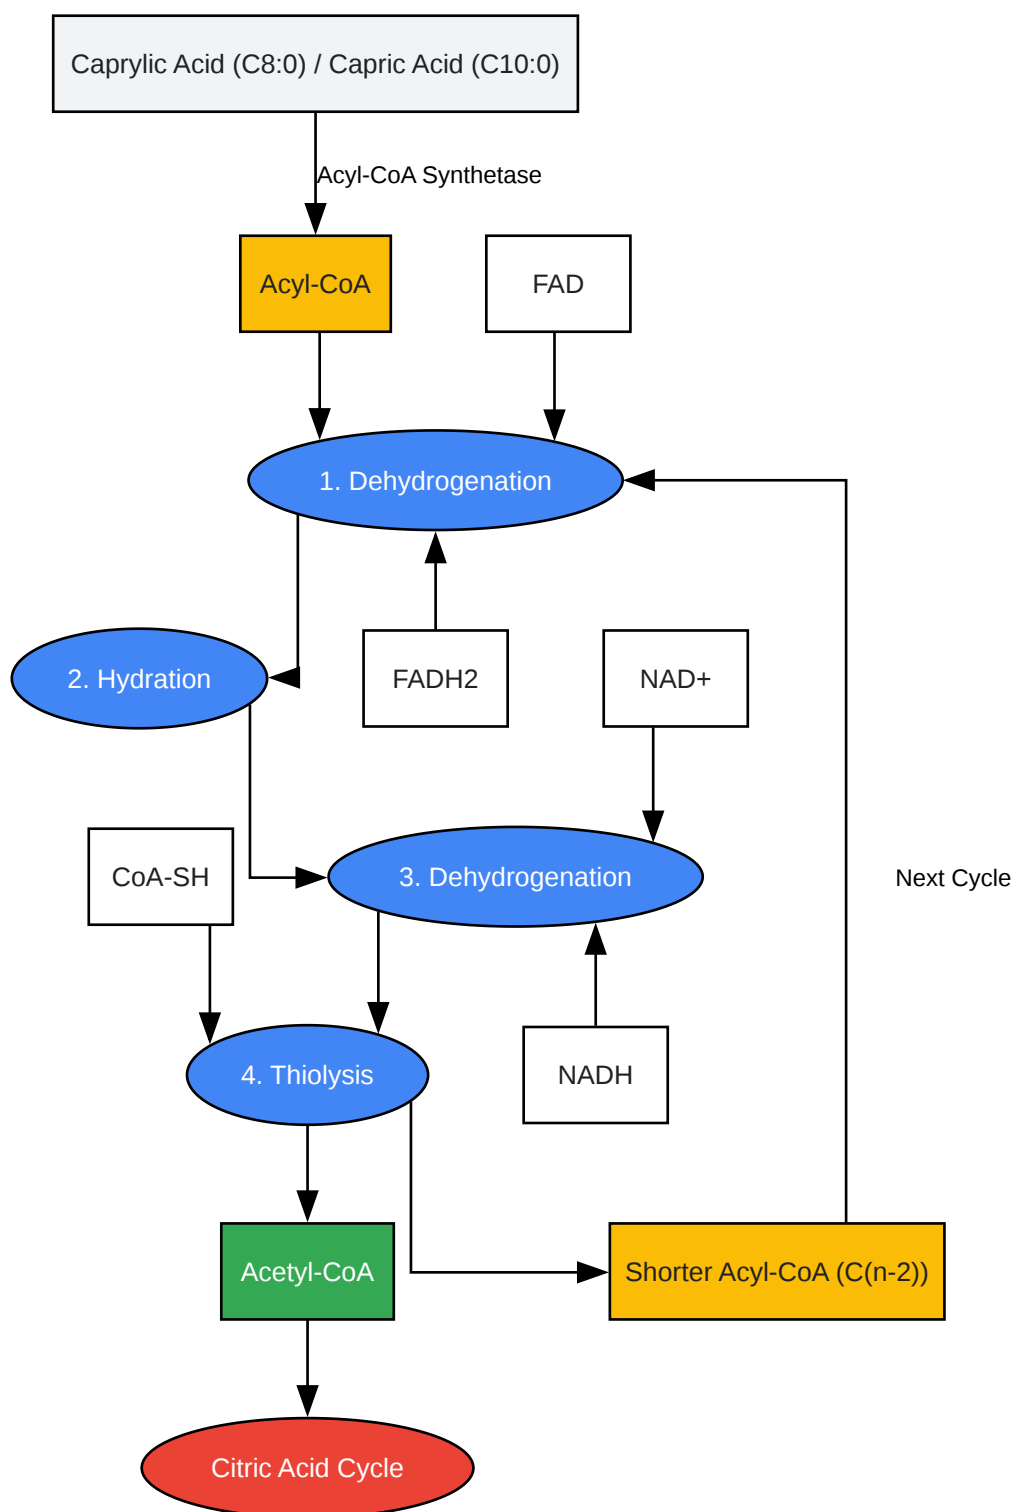 Caprylic Acid (C8:0) / Capric Acid (C10:0)
Acyl-CoA Synthetase
Acyl-CoA
FAD
1. Dehydrogenation
2. Hydration
FADH2
NAD+
CoA-SH
3. Dehydrogenation
Next Cycle
4. Thiolysis
NADH
Acetyl-CoA
Shorter Acyl-CoA (C(n-2))
Citric Acid Cycle